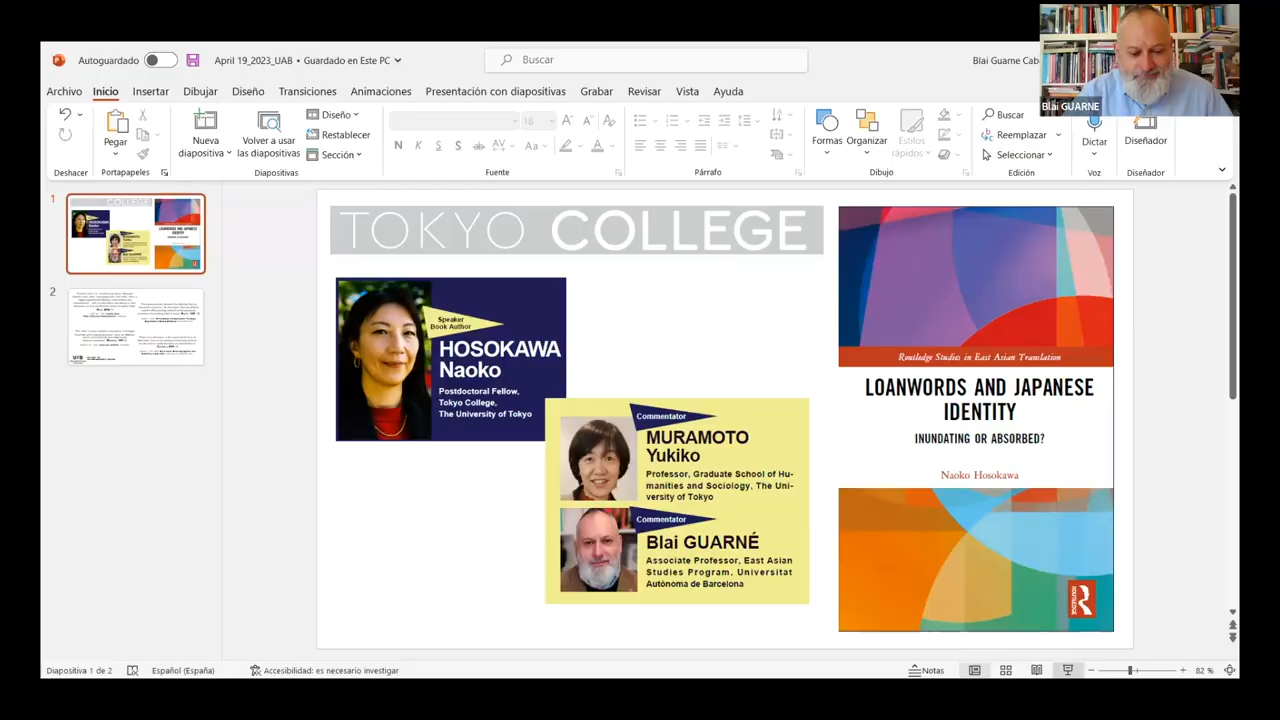 Autoguardado
April 19_2023_UAB • Guardado en Este PC
Buscar
Blai Guarne Cab
Blai GUARNE
Archivo Inicio Insertar Dibujar Diseño Transiciones Animaciones Presentación con diapositivas Grabar Revisar Vista Ayuda
Pegar
Nueva diapositiva
Volver a usar las diapositivas
Diseño
Restablecer
Sección
18
N K S S ab AV Aa A
Formas
Organizar
Estilos rápidos
Buscar
Reemplazar
Seleccionar
Dictar
Diseñador
Deshacer Portapapeles Diapositivas Fuente Párrafo Dibujo Edición Voz Diseñador
1
2
TOKYO COLLEGE
Speaker
Book Author
HOSOKAWA
Naoko
Postdoctoral Fellow,
Tokyo College,
The University of Tokyo
Commentator
MURAMOTO
Yukiko
Professor, Graduate School of Hu-
manities and Sociology, The Uni-
versity of Tokyo
Commentator
Blai GUARNÉ
Associate Professor, East Asian
Studies Program, Universitat
Autònoma de Barcelona
Routledge Studies in East Asian Translation
LOANWORDS AND JAPANESE
IDENTITY
INUNDATING OR ABSORBED?
Naoko Hosokawa
ROUTLEDGE
Diapositiva 1 de 2
Español (España)
Accesibilidad: es necesario investigar
Notas
82 %